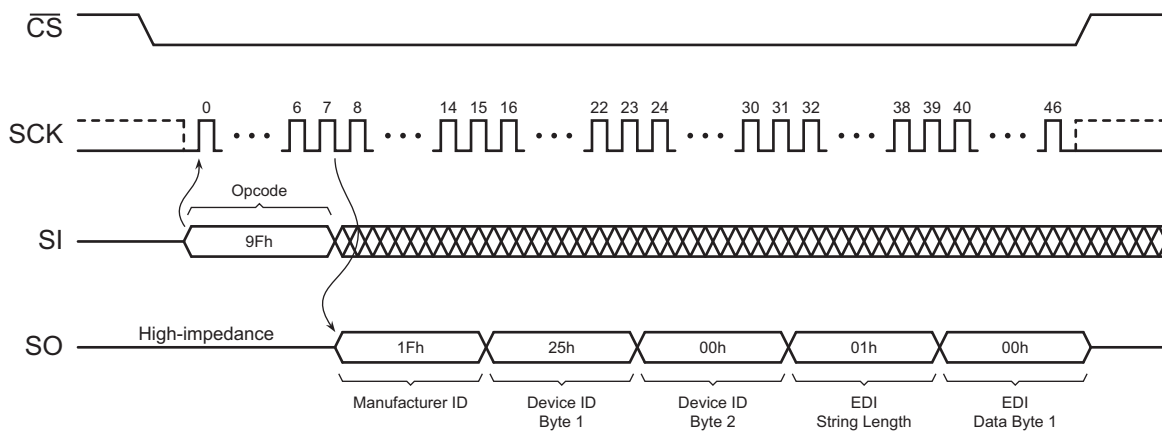 CS
0 6 7 8 14 15 16 22 23 24 30 31 32 38 39 40 46
SCK
Opcode
SI
9Fh
High-impedance
SO
1Fh 25h 00h 01h 00h
Manufacturer ID Device ID Device ID EDI EDI
Byte 1 Byte 2 String Length Data Byte 1